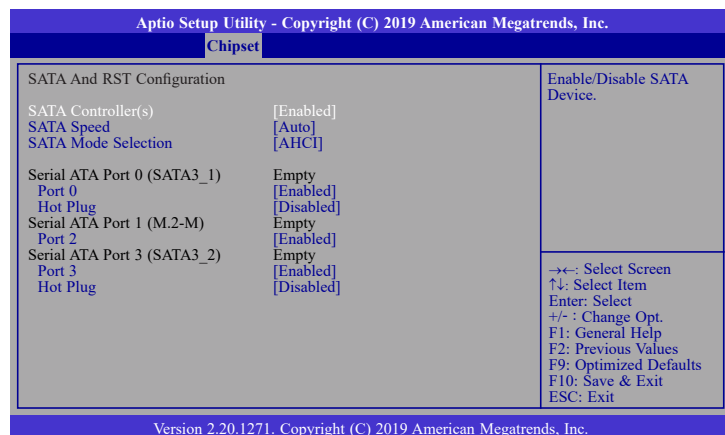 Aptio Setup Utility - Copyright (C) 2019 American Megatrends, Inc.
Chipset
SATA And RST Configuration
SATA Controller(s) [Enabled]
SATA Speed [Auto]
SATA Mode Selection [AHCI]
Serial ATA Port 0 (SATA3_1) Empty
Port 0 [Enabled]
Hot Plug [Disabled]
Serial ATA Port 1 (M.2-M) Empty
Port 2 [Enabled]
Serial ATA Port 3 (SATA3_2) Empty
Port 3 [Enabled]
Hot Plug [Disabled]
Enable/Disable SATA
Device.
→←: Select Screen
↑↓: Select Item
Enter: Select
+/- : Change Opt.
F1: General Help
F2: Previous Values
F9: Optimized Defaults
F10: Save & Exit
ESC: Exit
Version 2.20.1271. Copyright (C) 2019 American Megatrends, Inc.